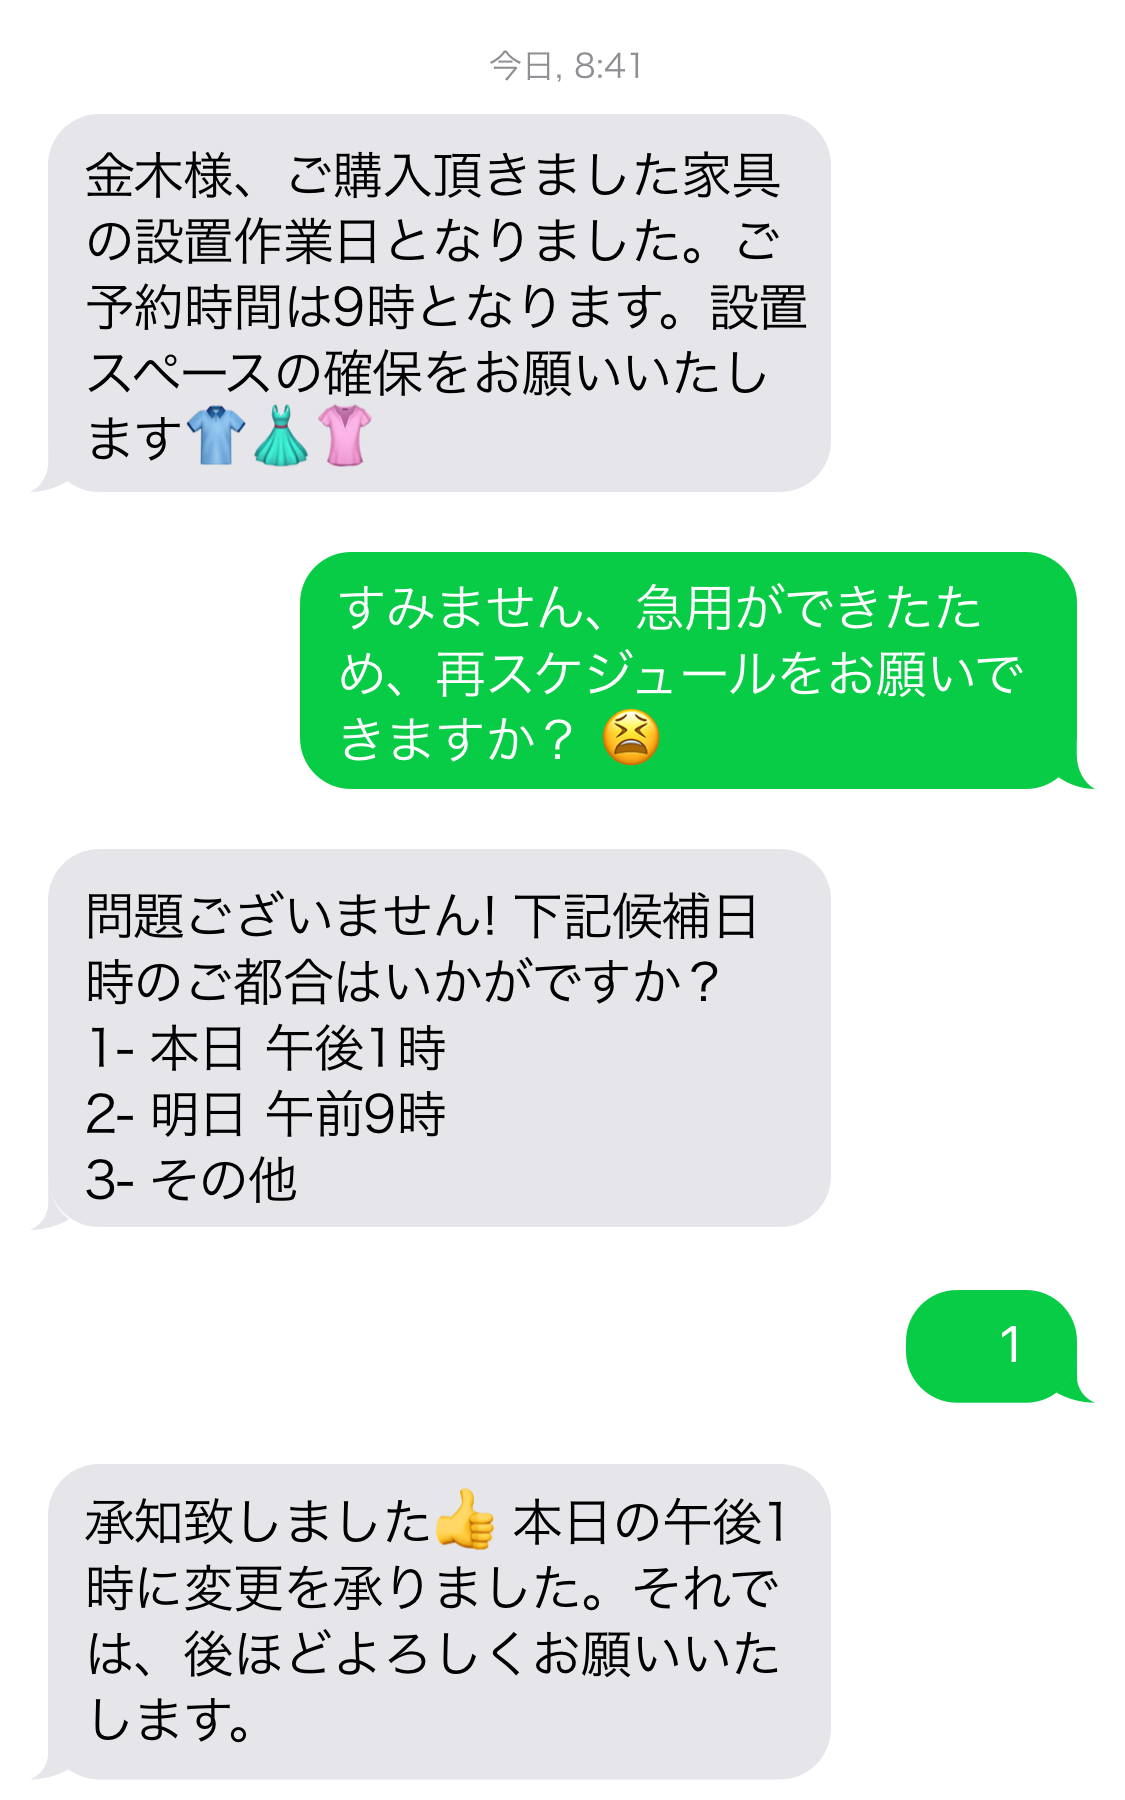 今日, 8:41
金木様、ご購入頂きました家具
の設置作業日となりました。ご
予約時間は9時となります。設置
スペースの確保をお願いいたし
ます👕👗👚
すみません、急用ができたた
め、再スケジュールをお願いで
きますか？ 😫
問題ございません! 下記候補日
時のご都合はいかがですか？
1- 本日 午後1時
2- 明日 午前9時
3- その他
1
承知致しました👍 本日の午後1
時に変更を承りました。それで
は、後ほどよろしくお願いいた
します。